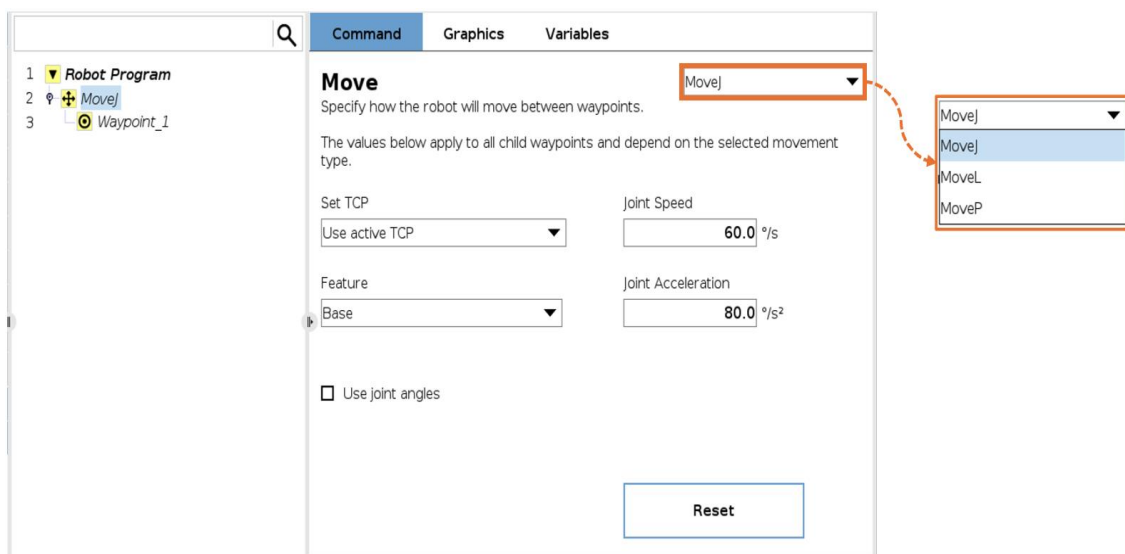 Command Graphics Variables
1 Robot Program
2 MoveJ
3 Waypoint_1
Move
MoveJ
Specify how the robot will move between waypoints.
The values below apply to all child waypoints and depend on the selected movement
type.
Set TCP
Joint Speed
Use active TCP
60.0 °/s
Feature
Joint Acceleration
Base
80.0 °/s²
Use joint angles
Reset
MoveJ
MoveJ
MoveL
MoveP